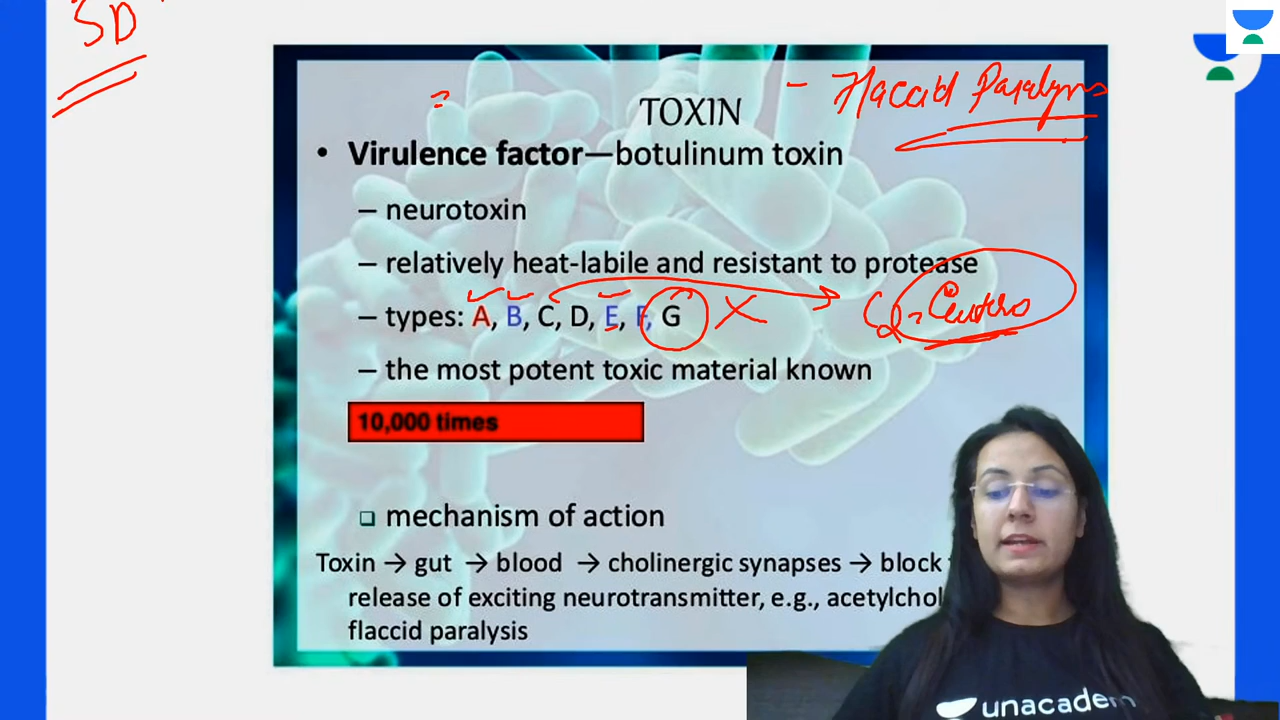 5D
- Flaccid Paralysis
TOXIN
• Virulence factor—botulinum toxin
– neurotoxin
– relatively heat-labile and resistant to protease
– types: A, B, C, D, E, F, G
– the most potent toxic material known
10,000 times
mechanism of action
Toxin → gut → blood → cholinergic synapses → block
release of exciting neurotransmitter, e.g., acetylchol
flaccid paralysis
unacadem